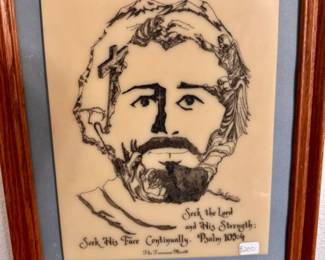 Seek the Lord
and His Strength:
Seek His Face Continually. Psalm 105:4